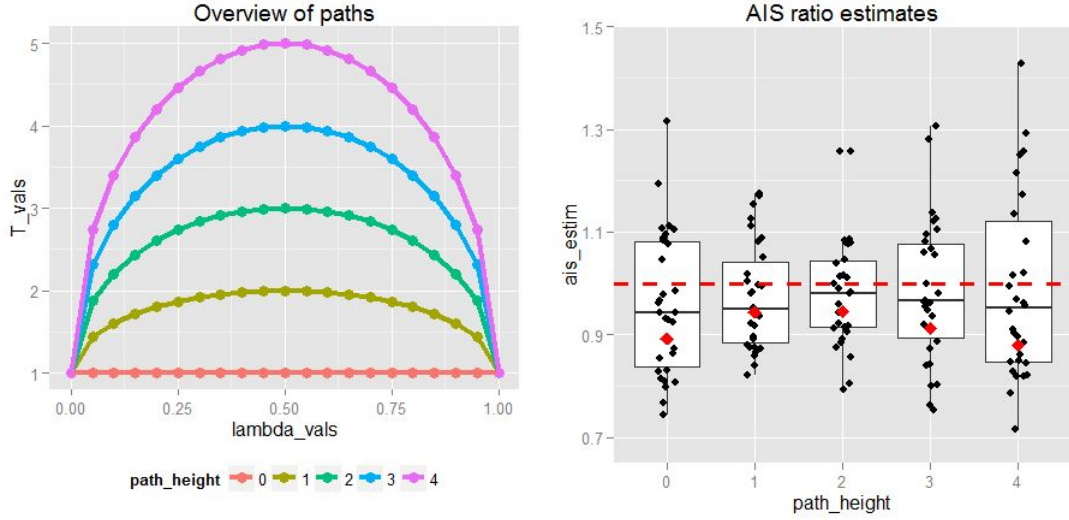 Overview of paths
T_vals
5
4
3
2
1
0.00 0.25 0.50 0.75 1.00
lambda_vals
path_height 0 1 2 3 4
AIS ratio estimates
ais_estim
1.5
1.3
1.1
0.9
0.7
0 1 2 3 4
path_height